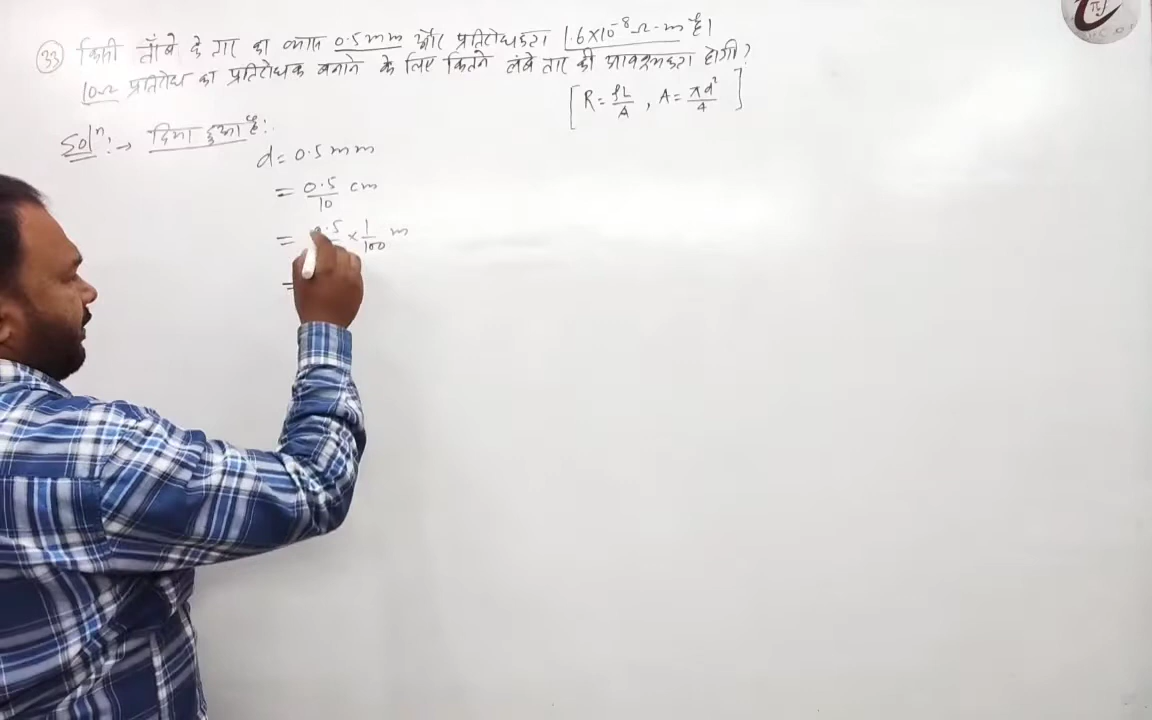 33 किसी ताँबे के तार का व्यास 0.5 mm और प्रतिरोधकता 1.6×10⁻⁸ Ω-m है।
10Ω प्रतिरोध का प्रतिरोधक बनाने के लिए कितने लंबे तार की आवश्यकता होगी?
[R = ρL/A , A = πd²/4]
Solⁿ:→ दिया हुआ है:
d = 0.5 mm
= 0.5/10 cm
= 0.5 × 1/100 m
=